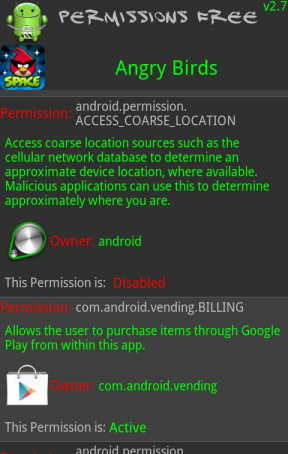 PERMISSIONS FREE
v2.7
SPACE
Angry Birds
Permission: android.permission.
ACCESS_COARSE_LOCATION
Access coarse location sources such as the
cellular network database to determine an
approximate device location, where available.
Malicious applications can use this to determine
approximately where you are.
Owner: android
This Permission is: Disabled
Permission: com.android.vending.BILLING
Allows the user to purchase items through Google
Play from within this app.
Owner: com.android.vending
This Permission is: Active
android.permission